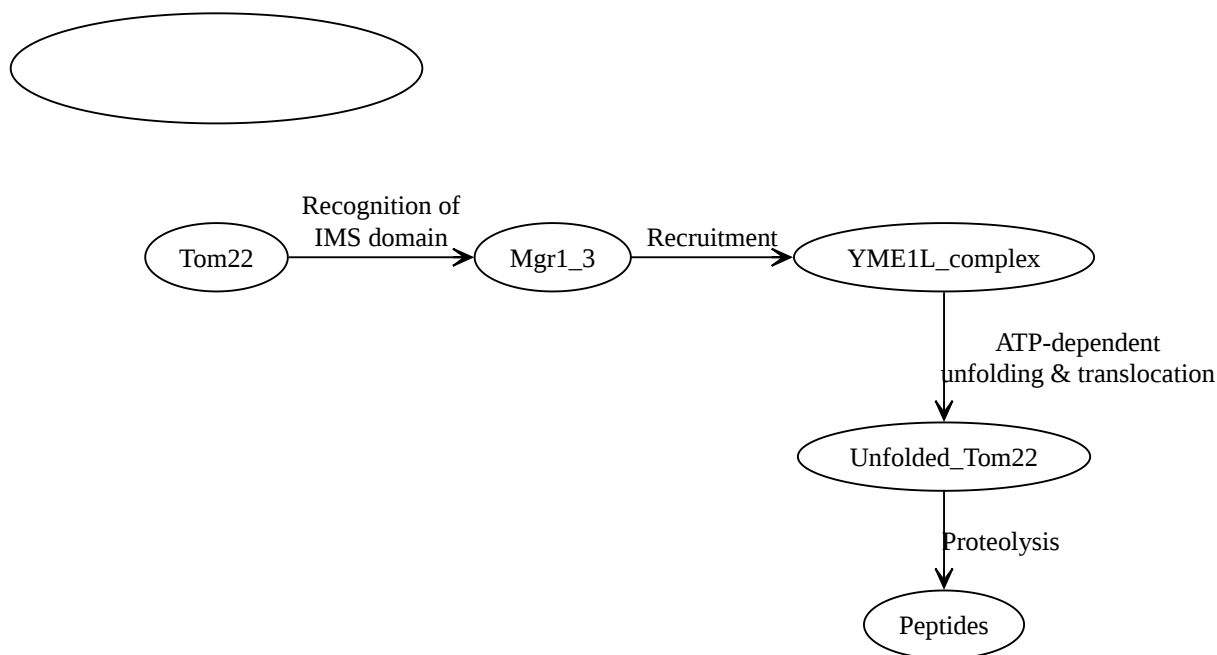 Recognition of
IMS domain
Tom22
Mgr1_3
Recruitment
YME1L_complex
ATP-dependent
unfolding & translocation
Unfolded_Tom22
Proteolysis
Peptides